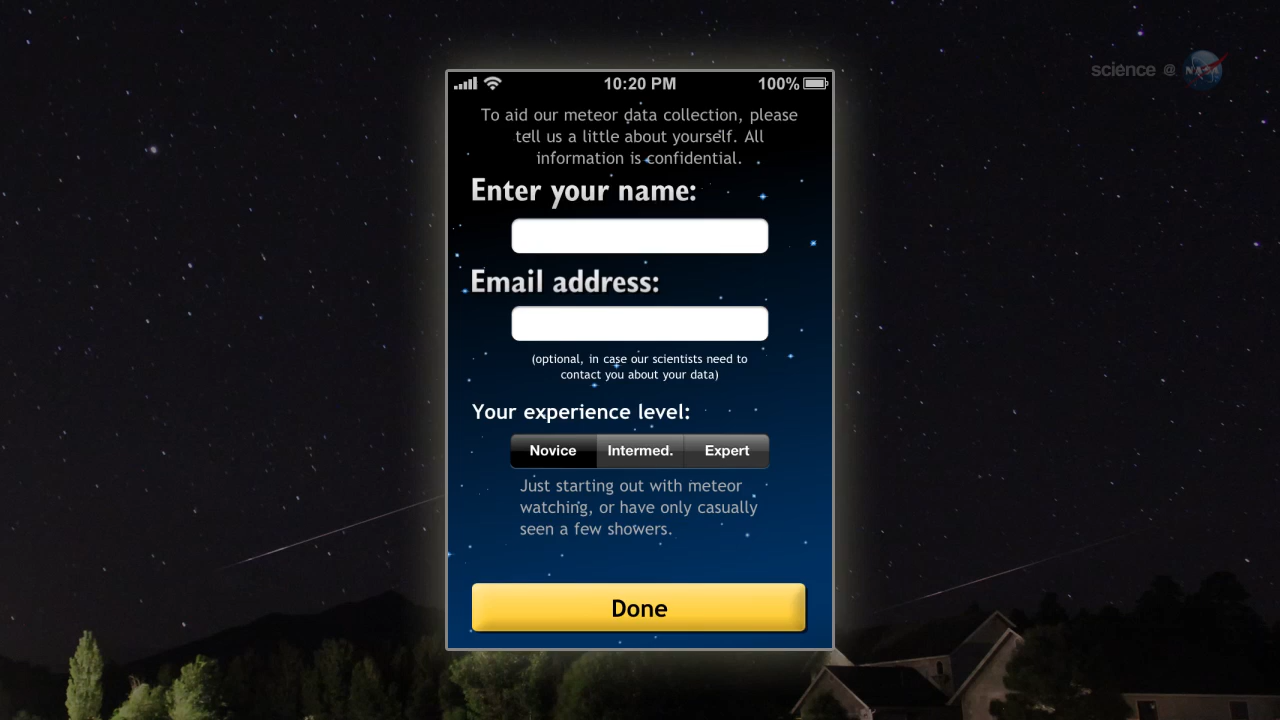 science @ NASA
10:20 PM 100%
To aid our meteor data collection, please
tell us a little about yourself. All
information is confidential.
Enter your name:
Email address:
(optional, in case our scientists need to
contact you about your data)
Your experience level:
Novice Intermed. Expert
Just starting out with meteor
watching, or have only casually
seen a few showers.
Done